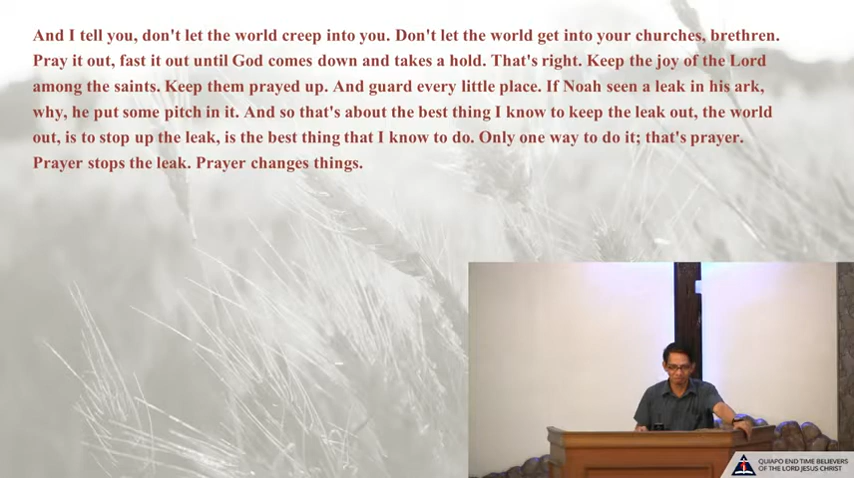 And I tell you, don't let the world creep into you. Don't let the world get into your churches, brethren.
Pray it out, fast it out until God comes down and takes a hold. That's right. Keep the joy of the Lord
among the saints. Keep them prayed up. And guard every little place. If Noah seen a leak in his ark,
why, he put some pitch in it. And so that's about the best thing I know to keep the leak out, the world
out, is to stop up the leak, is the best thing that I know to do. Only one way to do it; that's prayer.
Prayer stops the leak. Prayer changes things.
QUIAPO END TIME BELIEVERS
OF THE LORD JESUS CHRIST